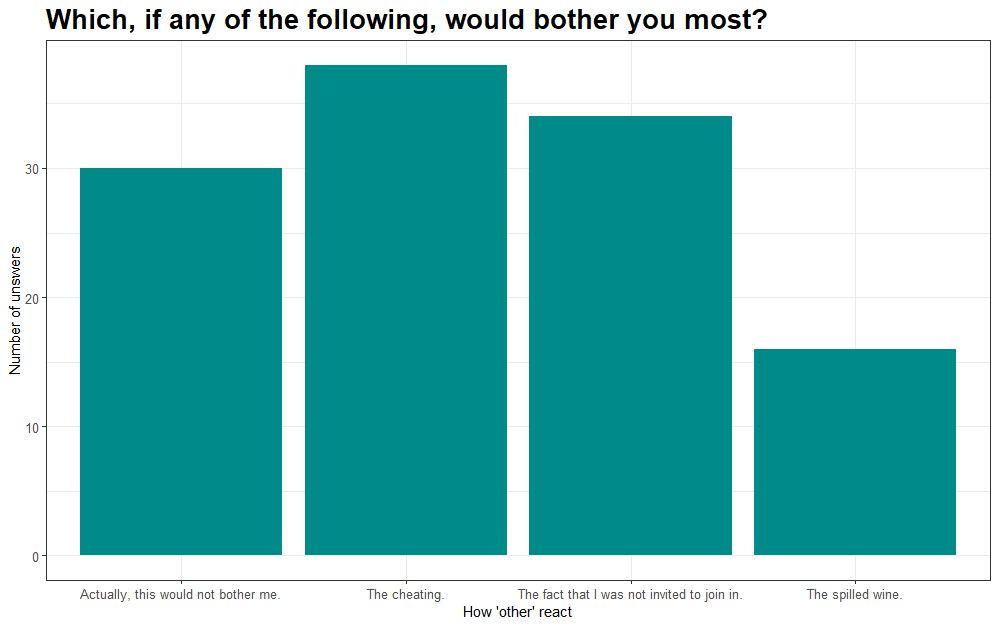 Which, if any of the following, would bother you most?
Number of unswers
30
20
10
0
Actually, this would not bother me.
The cheating.
The fact that I was not invited to join in.
The spilled wine.
How 'other' react